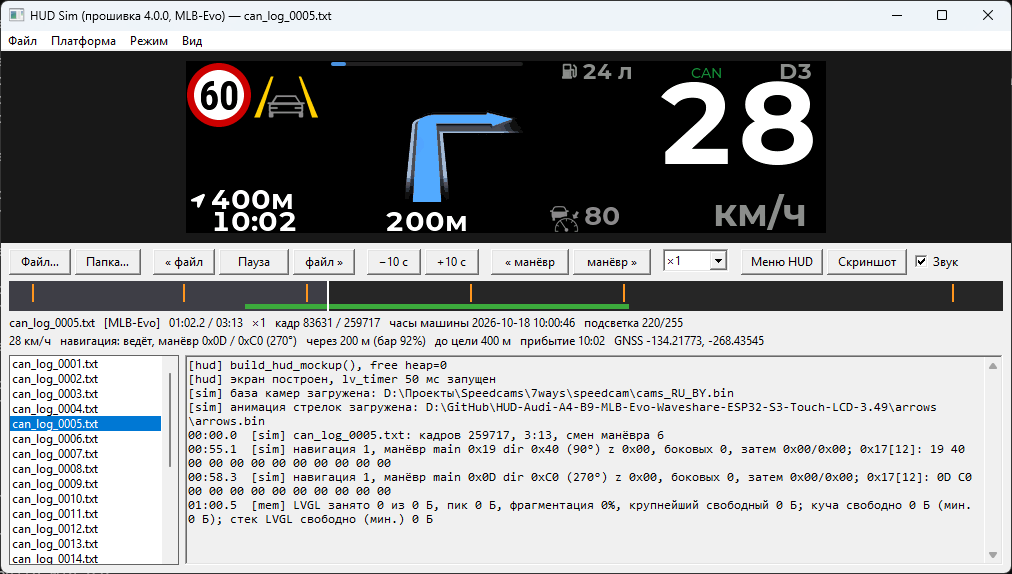 HUD Sim (прошивка 4.0.0, MLB-Evo) — can_log_0005.txt
Файл Платформа Режим Вид
60
24 л
CAN
D3
28
400м
10:02
200м
80
км/ч
Файл... Папка... « файл Пауза файл » −10 с +10 с « манёвр манёвр » ×1 Меню HUD Скриншот Звук
can_log_0005.txt [MLB-Evo] 01:02.2 / 03:13 ×1 кадр 83631 / 259717 часы машины 2026-10-18 10:00:46 подсветка 220/255
28 км/ч навигация: ведёт, манёвр 0x0D / 0xC0 (270°) через 200 м (бар 92%) до цели 400 м прибытие 10:02 GNSS -134.21773, -268.43545
can_log_0001.txt
can_log_0002.txt
can_log_0003.txt
can_log_0004.txt
can_log_0005.txt
can_log_0006.txt
can_log_0007.txt
can_log_0008.txt
can_log_0009.txt
can_log_0010.txt
can_log_0011.txt
can_log_0012.txt
can_log_0013.txt
can_log_0014.txt
[hud] build_hud_mockup(), free heap=0
[hud] экран построен, lv_timer 50 мс запущен
[sim] база камер загружена: D:\Проекты\Speedcams\7ways\speedcam\cams_RU_BY.bin
[sim] анимация стрелок загружена: D:\GitHub\HUD-Audi-A4-B9-MLB-Evo-Waveshare-ESP32-S3-Touch-LCD-3.49\arrows
\arrows.bin
00:00.0 [sim] can_log_0005.txt: кадров 259717, 3:13, смен манёвра 6
00:55.1 [sim] навигация 1, манёвр main 0x19 dir 0x40 (90°) z 0x00, боковых 0, затем 0x00/0x00; 0x17[12]: 19 40
00 00 00 00 00 00 00 00 00 00
00:58.3 [sim] навигация 1, манёвр main 0x0D dir 0xC0 (270°) z 0x00, боковых 0, затем 0x00/0x00; 0x17[12]: 0D C0
00 00 00 00 00 00 00 00 00 00
01:00.5 [mem] LVGL занято 0 из 0 Б, пик 0 Б, фрагментация 0%, крупнейший свободный 0 Б; куча свободно 0 Б (мин.
0 Б); стек LVGL свободно (мин.) 0 Б